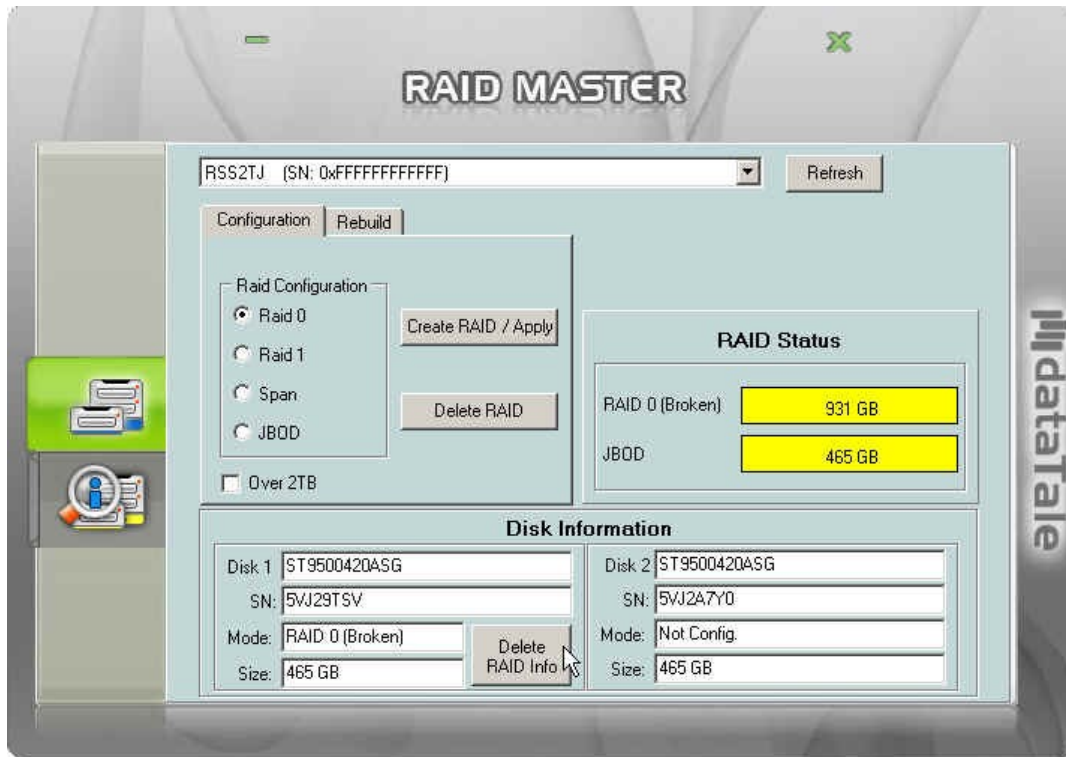 RAID MASTER
RSS2TJ (SN: 0xFFFFFFFFFFFF)
Refresh
Configuration
Rebuild
Raid Configuration
Raid 0
Raid 1
Span
JBOD
Create RAID / Apply
Delete RAID
Over 2TB
RAID Status
RAID 0 (Broken) 931 GB
JBOD 465 GB
dataTale
Disk Information
Disk 1 ST9500420ASG
SN: 5VJ29TSV
Mode: RAID 0 (Broken)
Size: 465 GB
Delete
RAID Info
Disk 2 ST9500420ASG
SN: 5VJ2A7Y0
Mode: Not Config.
Size: 465 GB